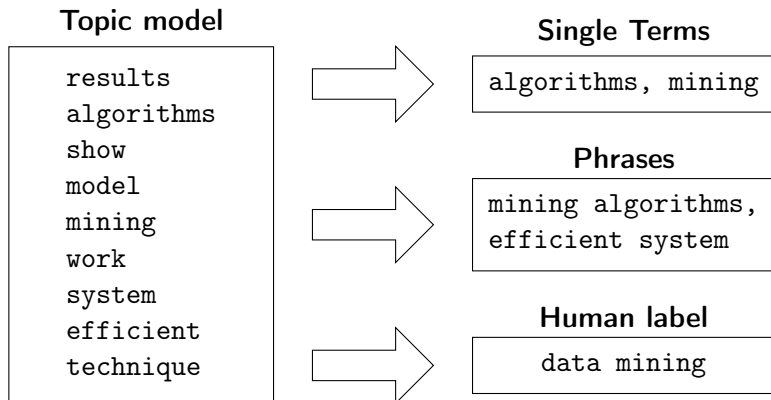 Topic model
results
algorithms
show
model
mining
work
system
efficient
technique
Single Terms
algorithms, mining
Phrases
mining algorithms,
efficient system
Human label
data mining